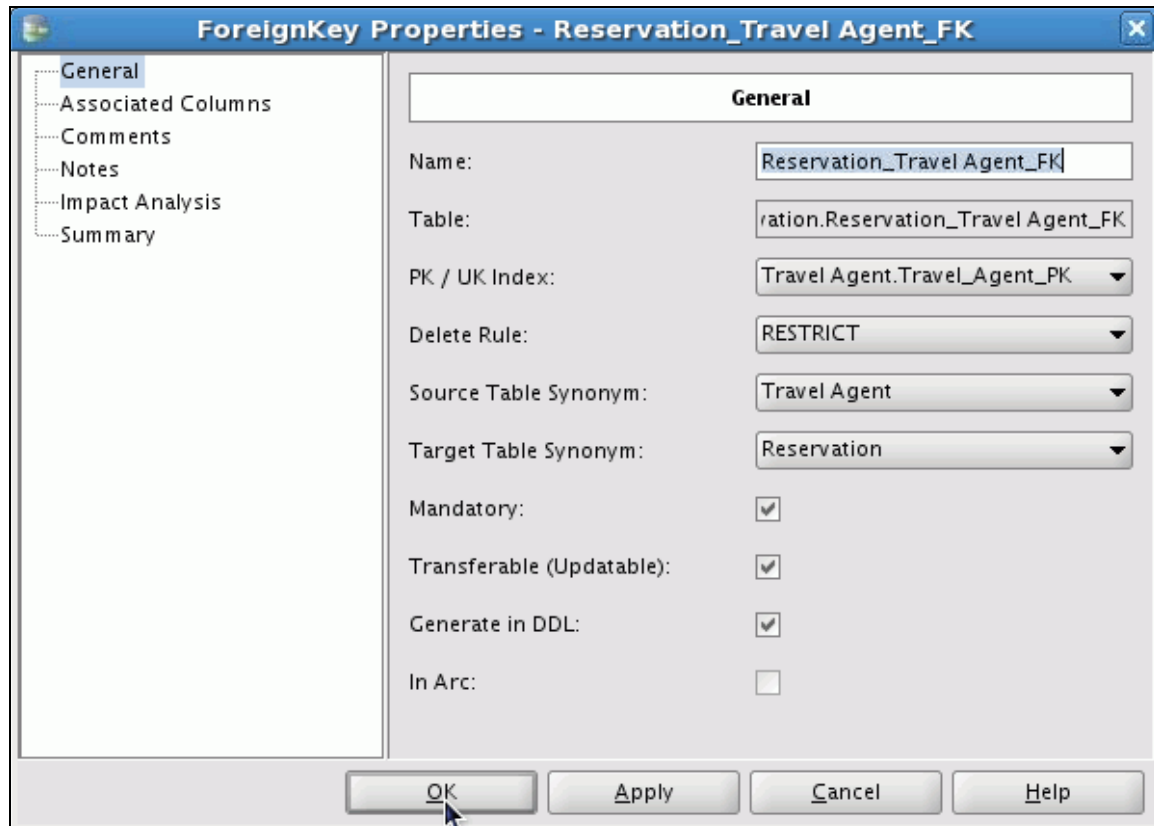 ForeignKey Properties - Reservation_Travel Agent_FK
General
Associated Columns
Comments
Notes
Impact Analysis
Summary
General
Name: Reservation_Travel Agent_FK
Table: vation.Reservation_Travel Agent_FK
PK / UK Index: Travel Agent.Travel_Agent_PK
Delete Rule: RESTRICT
Source Table Synonym: Travel Agent
Target Table Synonym: Reservation
Mandatory:
Transferable (Updatable):
Generate in DDL:
In Arc:
OK Apply Cancel Help